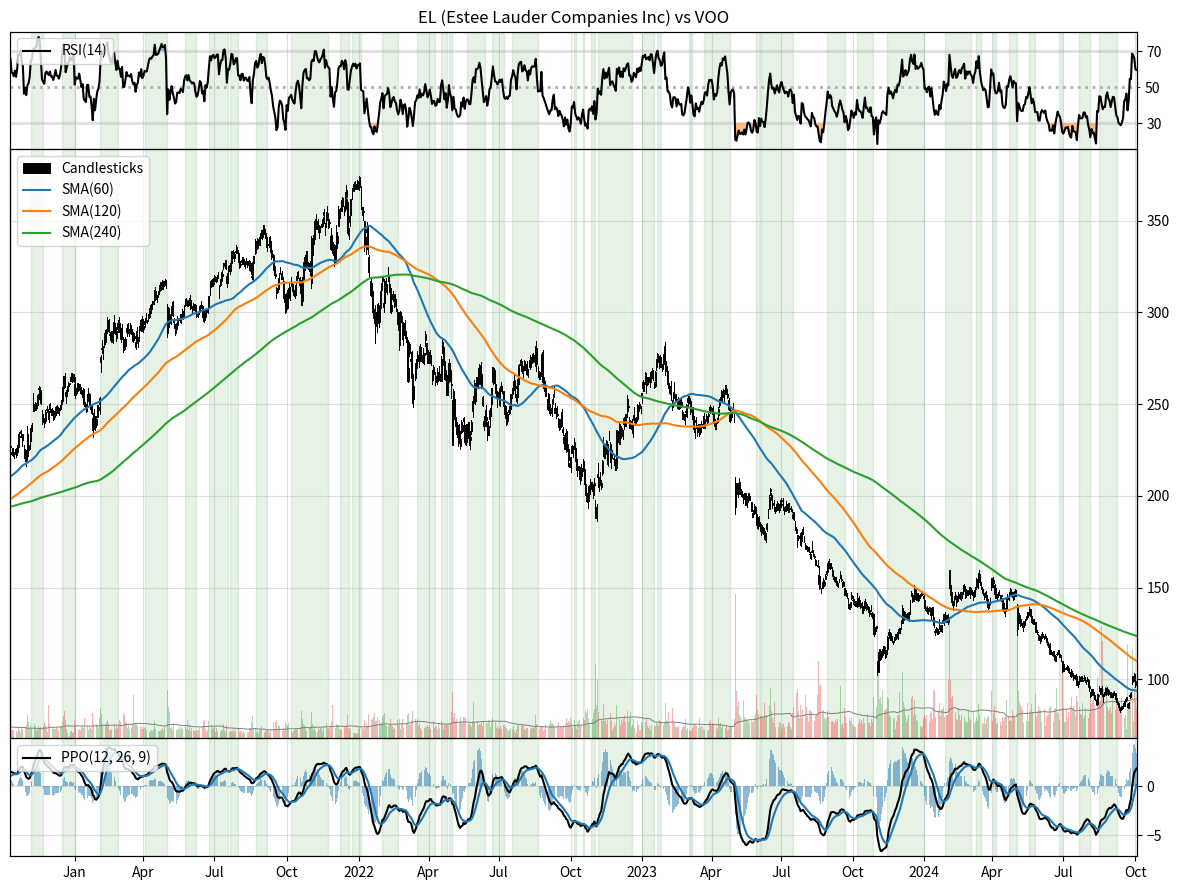 EL (Estee Lauder Companies Inc) vs VOO
RSI(14)
70
50
30
Candlesticks
SMA(60)
SMA(120)
SMA(240)
350
300
250
200
150
100
PPO(12, 26, 9)
0
−5
Jan Apr Jul Oct 2022 Apr Jul Oct 2023 Apr Jul Oct 2024 Apr Jul Oct